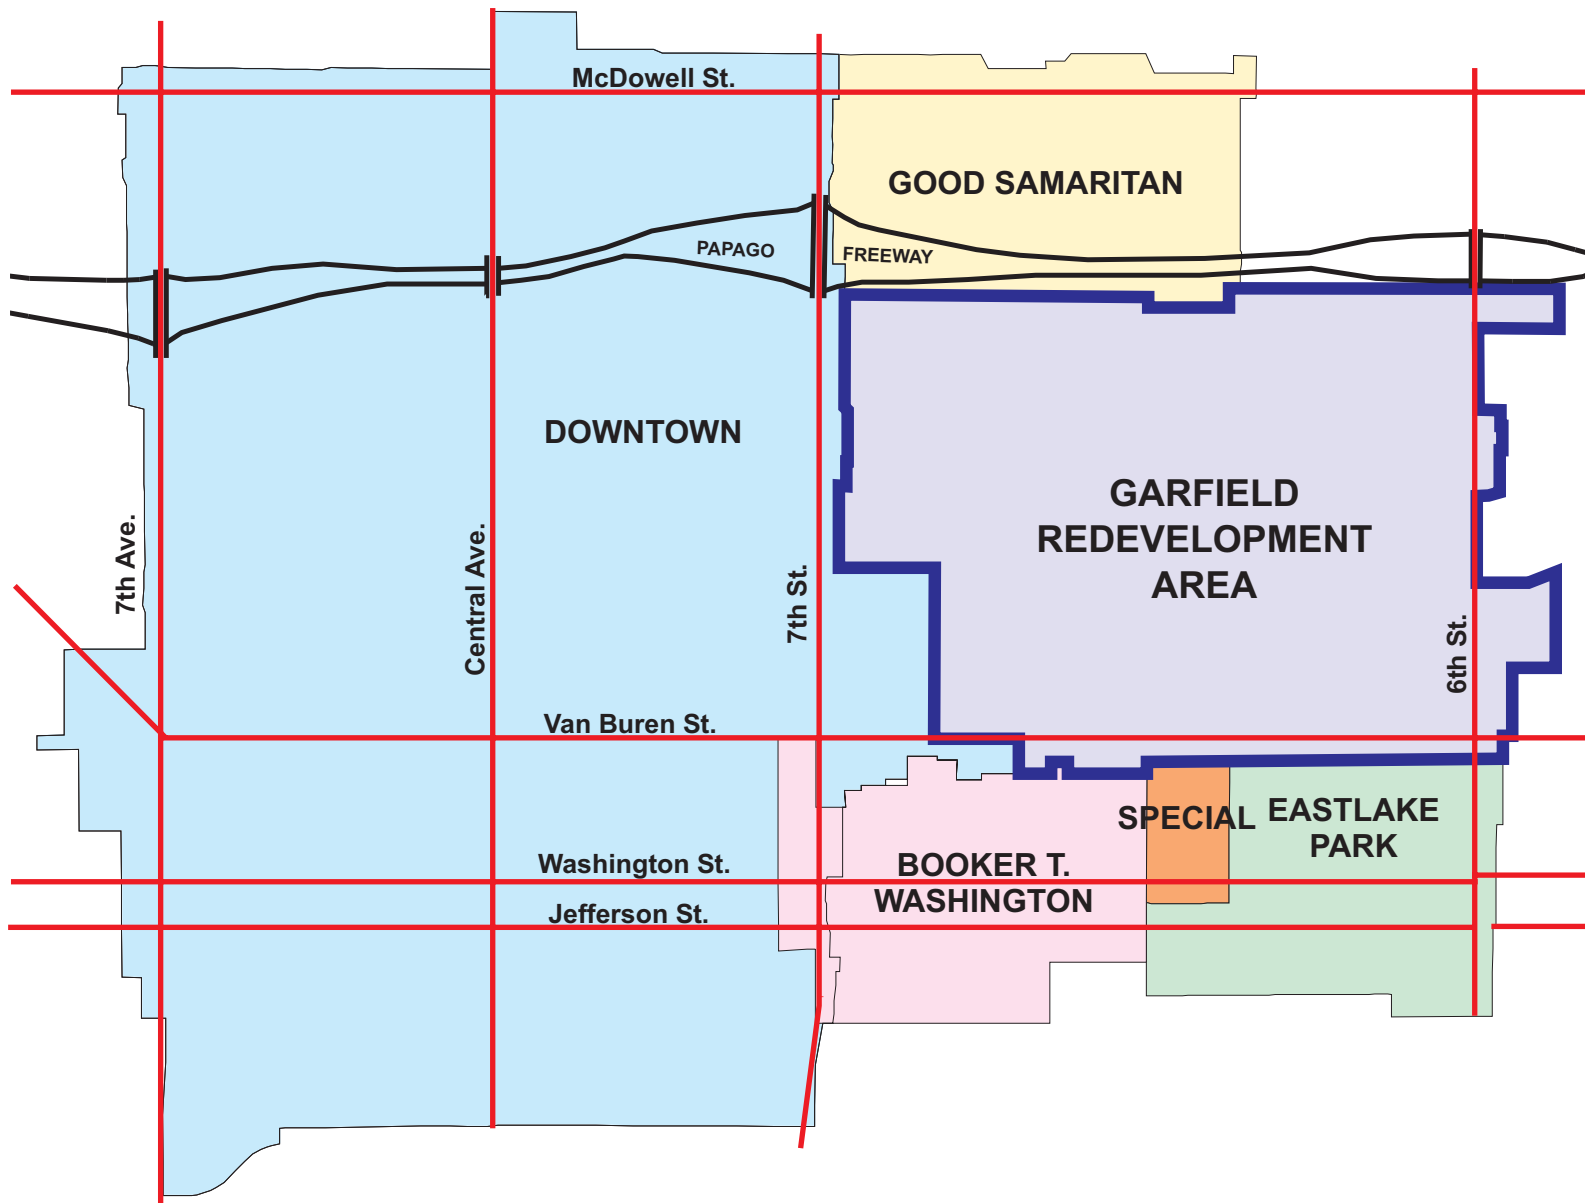 McDowell St.
GOOD SAMARITAN
PAPAGO
FREEWAY
DOWNTOWN
GARFIELD
REDEVELOPMENT
AREA
7th Ave.
Central Ave.
7th St.
6th St.
Van Buren St.
SPECIAL
EASTLAKE
PARK
Washington St.
BOOKER T.
WASHINGTON
Jefferson St.